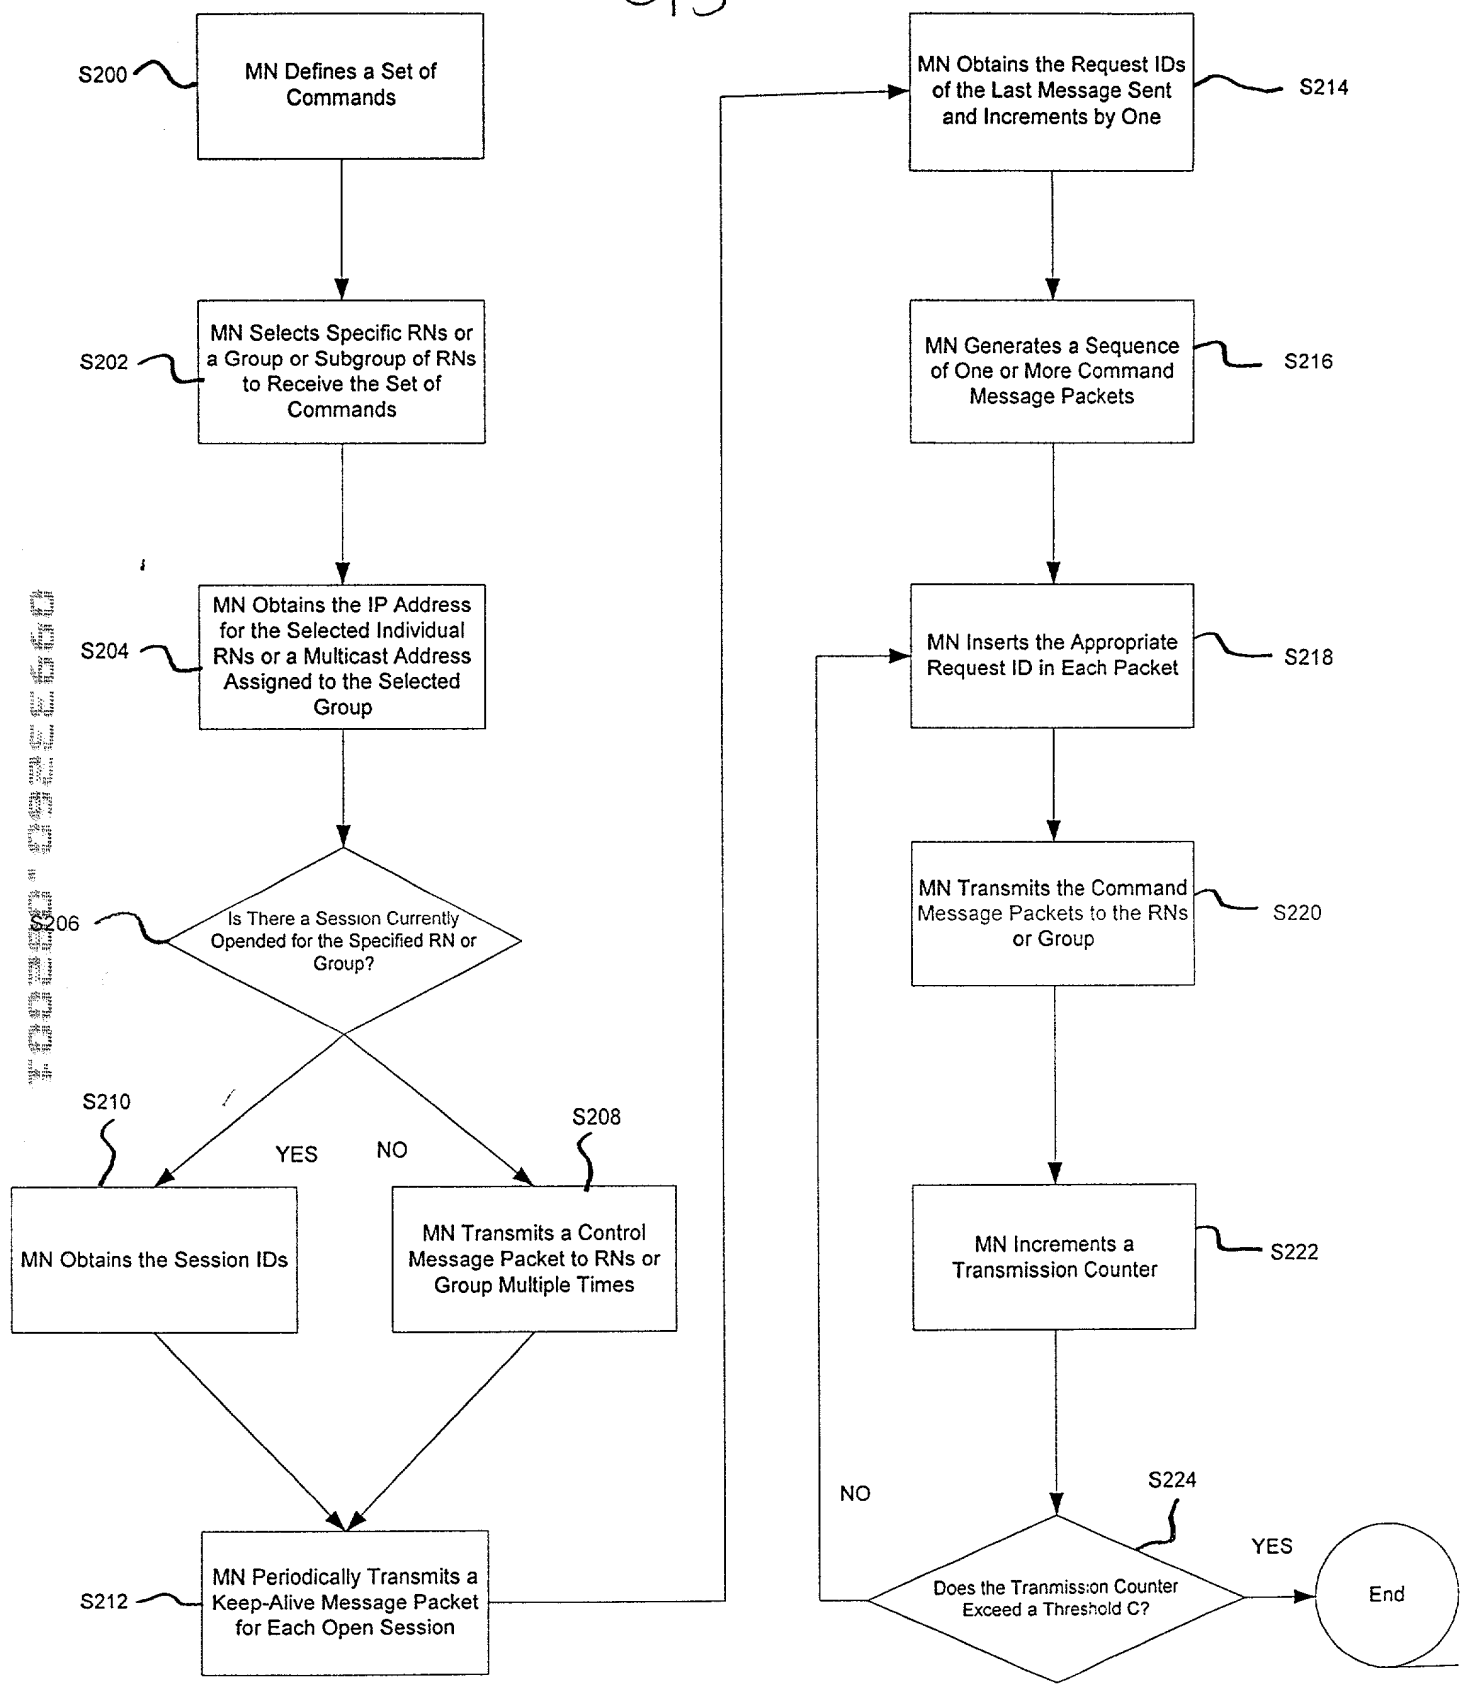 S200
MN Defines a Set of
Commands
S202
MN Selects Specific RNs or
a Group or Subgroup of RNs
to Receive the Set of
Commands
S204
MN Obtains the IP Address
for the Selected Individual
RNs or a Multicast Address
Assigned to the Selected
Group
S206
Is There a Session Currently
Opended for the Specified RN or
Group?
S210
YES
NO
S208
MN Obtains the Session IDs
MN Transmits a Control
Message Packet to RNs or
Group Multiple Times
S212
MN Periodically Transmits a
Keep-Alive Message Packet
for Each Open Session
MN Obtains the Request IDs
of the Last Message Sent
and Increments by One
S214
MN Generates a Sequence
of One or More Command
Message Packets
S216
MN Inserts the Appropriate
Request ID in Each Packet
S218
MN Transmits the Command
Message Packets to the RNs
or Group
S220
MN Increments a
Transmission Counter
S222
S224
NO
Does the Tranmission Counter
Exceed a Threshold C?
YES
End